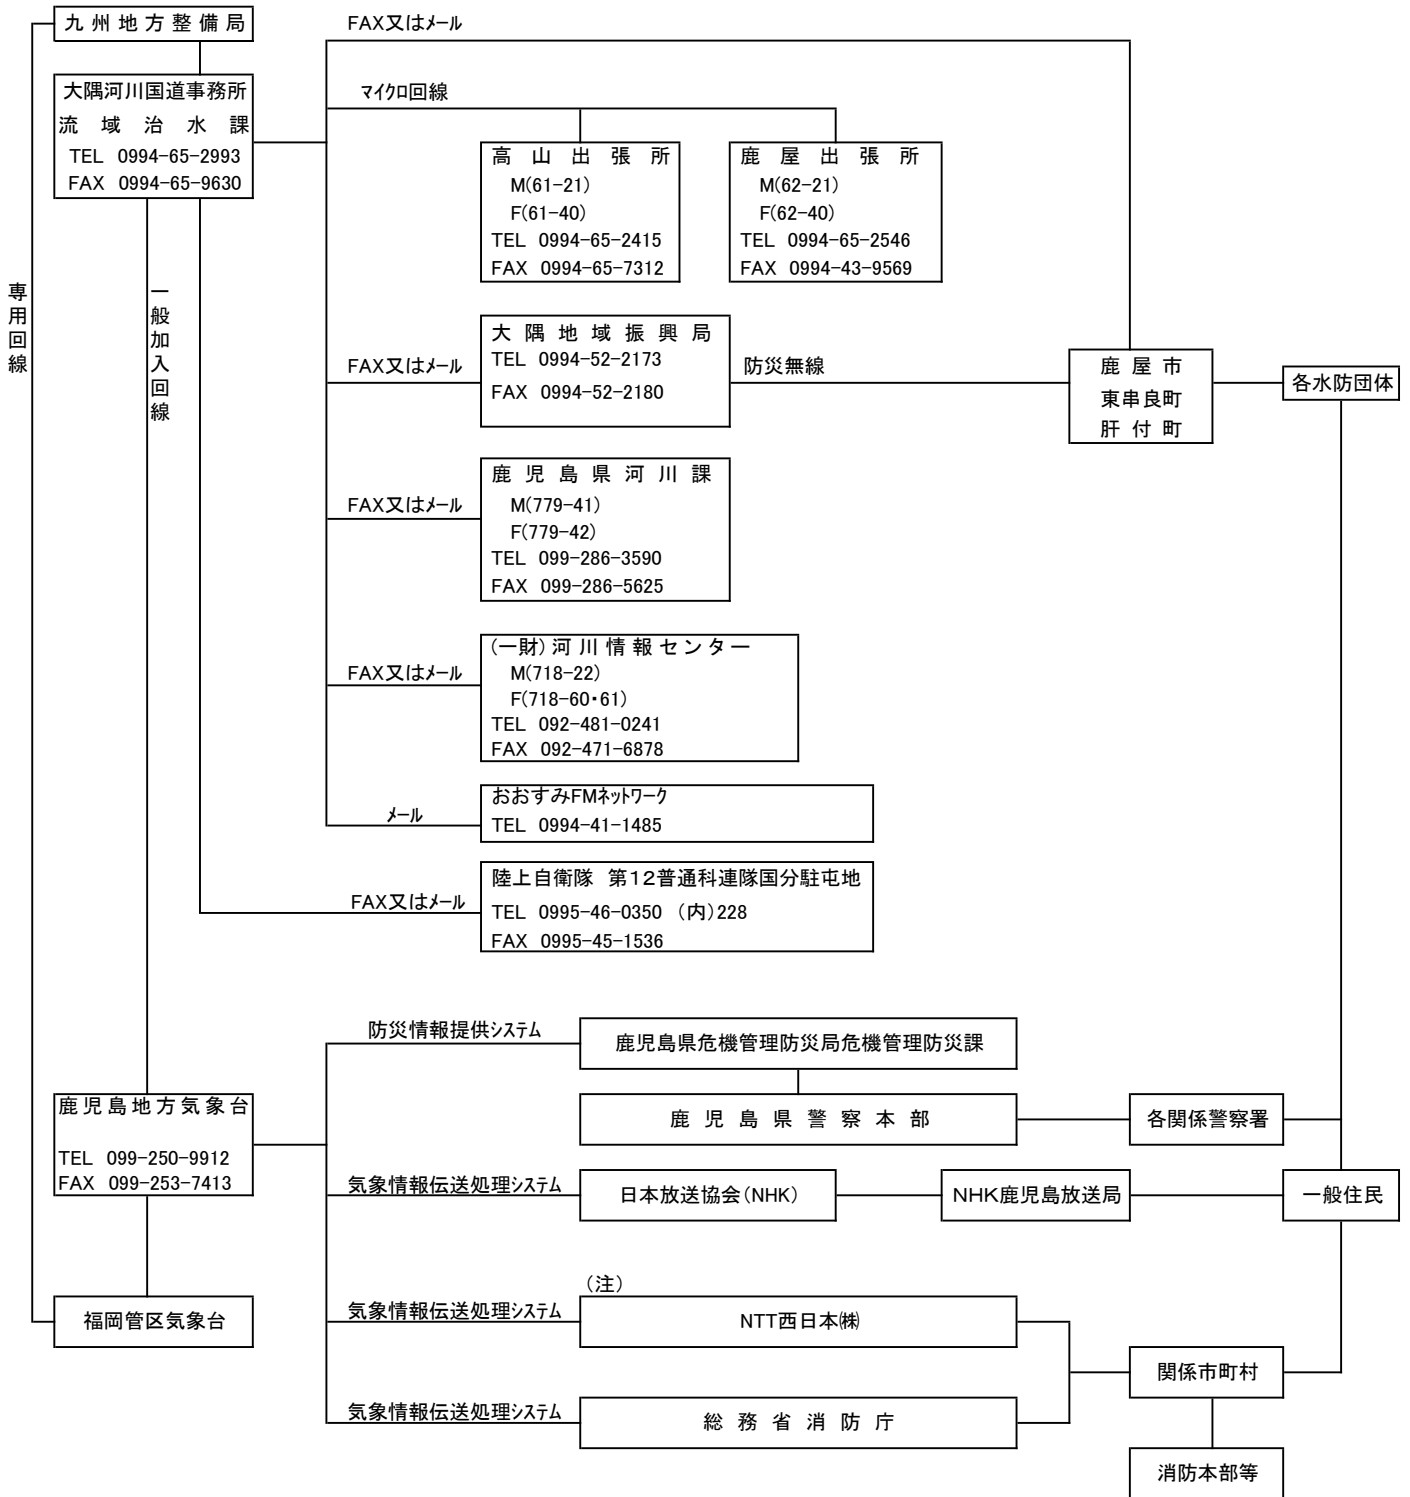 九州地方整備局
FAX又はﾒｰﾙ
大隅河川国道事務所
流域治水課
TEL 0994-65-2993
FAX 0994-65-9630
ﾏｲｸﾛ回線
高山出張所
M(61-21)
F(61-40)
TEL 0994-65-2415
FAX 0994-65-7312
鹿屋出張所
M(62-21)
F(62-40)
TEL 0994-65-2546
FAX 0994-43-9569
専用回線
一般加入回線
FAX又はﾒｰﾙ
大隅地域振興局
TEL 0994-52-2173
FAX 0994-52-2180
防災無線
鹿屋市
東串良町
肝付町
各水防団体
FAX又はﾒｰﾙ
鹿児島県河川課
M(779-41)
F(779-42)
TEL 099-286-3590
FAX 099-286-5625
FAX又はﾒｰﾙ
(一財)河川情報センター
M(718-22)
F(718-60・61)
TEL 092-481-0241
FAX 092-471-6878
ﾒｰﾙ
おおすみFMﾈｯﾄﾜｰｸ
TEL 0994-41-1485
FAX又はﾒｰﾙ
陸上自衛隊 第12普通科連隊国分駐屯地
TEL 0995-46-0350 (内)228
FAX 0995-45-1536
防災情報提供ｼｽﾃﾑ
鹿児島県危機管理防災局危機管理防災課
鹿児島地方気象台
TEL 099-250-9912
FAX 099-253-7413
鹿児島県警察本部
各関係警察署
気象情報伝送処理ｼｽﾃﾑ
日本放送協会(NHK)
NHK鹿児島放送局
一般住民
(注)
気象情報伝送処理ｼｽﾃﾑ
NTT西日本㈱
福岡管区気象台
関係市町村
気象情報伝送処理ｼｽﾃﾑ
総務省消防庁
消防本部等